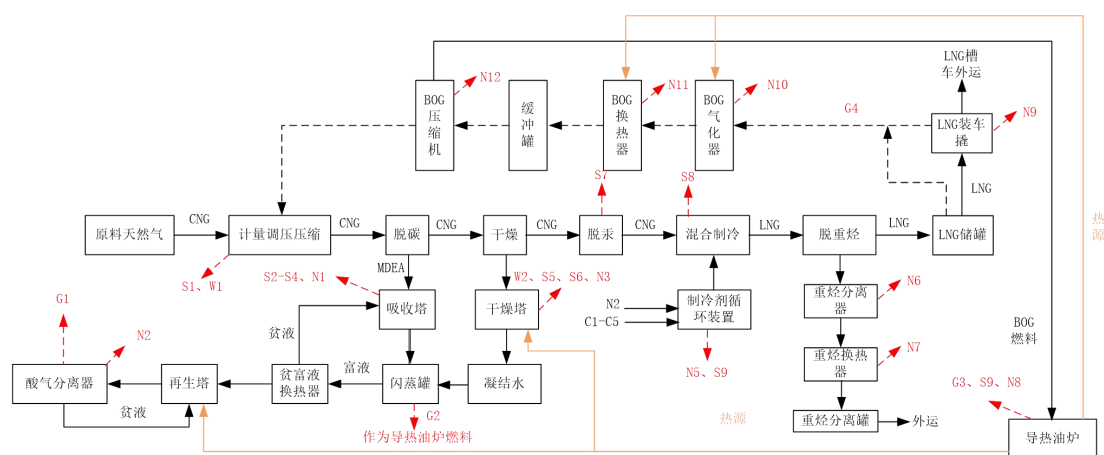 LNG槽
车外运
N12
N11
N10
G4
N9
BOG
压
缩
机
缓
冲
罐
BOG
换
热
器
BOG
气
化
器
LNG装车
撬
S7
S8
LNG
CNG
CNG
CNG
CNG
CNG
LNG
LNG
热
源
原料天然气
计量调压压缩
脱碳
干燥
脱汞
混合制冷
脱重烃
LNG储罐
MDEA
S1、W1
S2-S4、N1
W2、S5、S6、N3
N6
G1
吸收塔
干燥塔
N2
C1-C5
制冷剂循
环装置
重烃分离
器
N2
贫液
BOG
燃料
N7
富液
重烃换热
器
N5、S9
G3、S9、N8
酸气分离器
再生塔
贫富液
换热器
闪蒸罐
凝结水
贫液
G2
热源
重烃分离罐
外运
作为导热油炉燃料
导热油炉